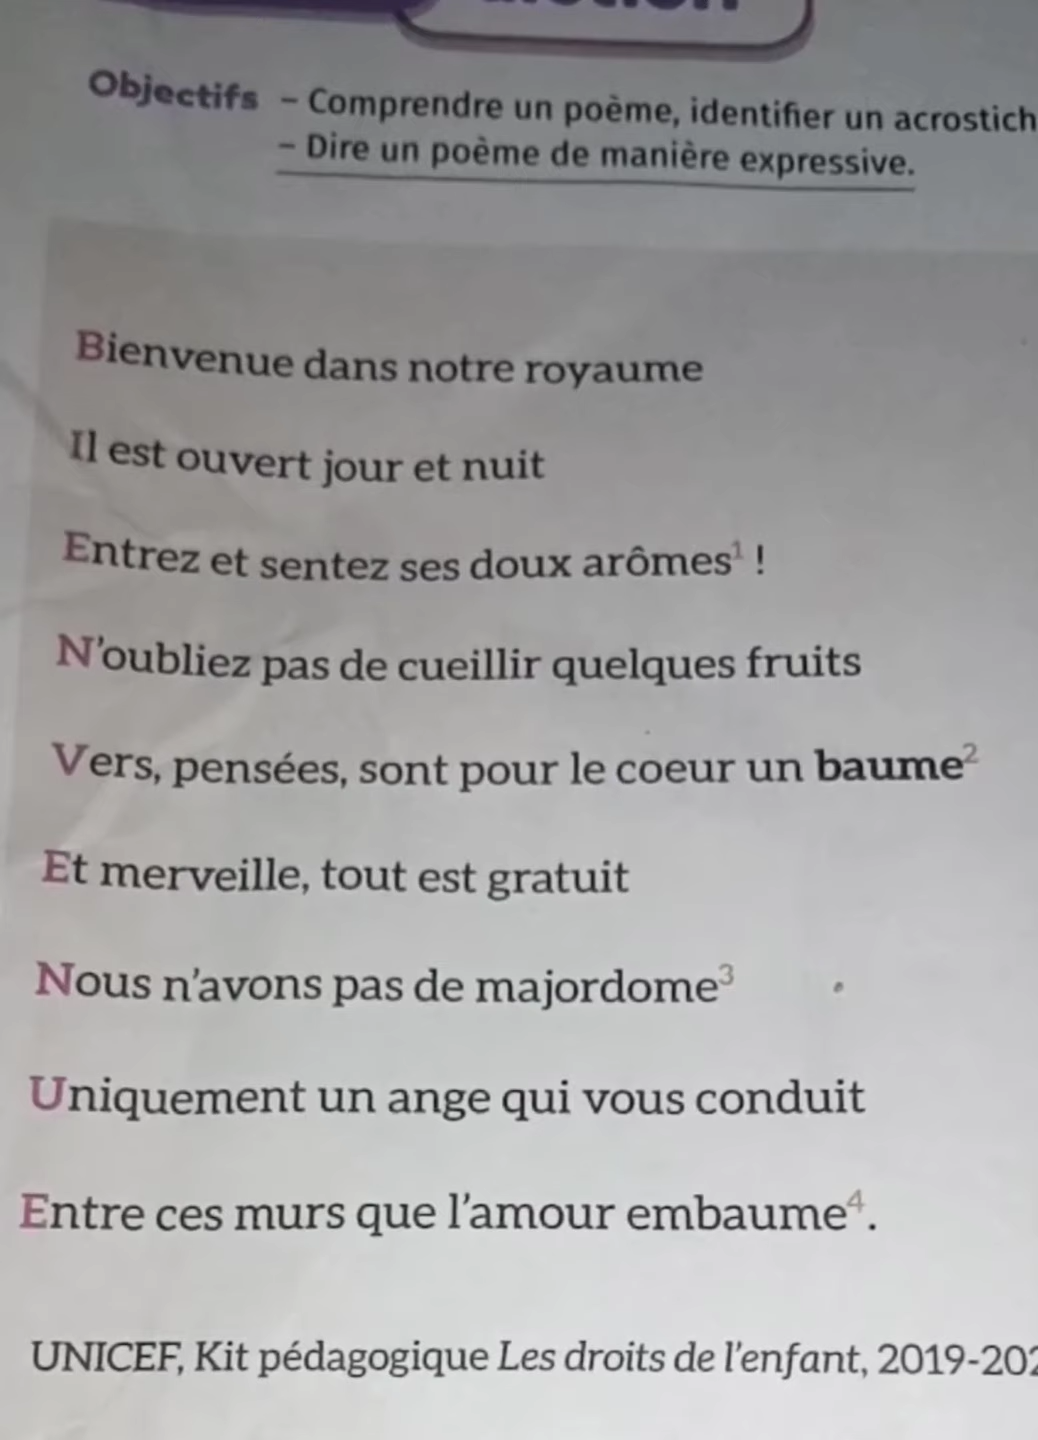 Objectifs – Comprendre un poème, identifier un acrostich
– Dire un poème de manière expressive.
Bienvenue dans notre royaume
Il est ouvert jour et nuit
Entrez et sentez ses doux arômes¹ !
N'oubliez pas de cueillir quelques fruits
Vers, pensées, sont pour le coeur un baume²
Et merveille, tout est gratuit
Nous n'avons pas de majordome³
Uniquement un ange qui vous conduit
Entre ces murs que l'amour embaume⁴.
UNICEF, Kit pédagogique Les droits de l'enfant, 2019-202